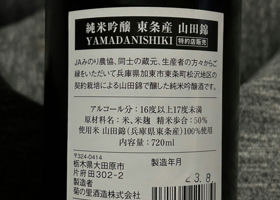 純米吟醸 東条産 山田錦
YAMADANISHIKI 特約店販売
JAみのり農協、同士の蔵元、生産者の方々からご
縁をいただいて兵庫県加東市東条町松沢地区の
契約栽培による山田錦で醸した純米吟醸酒です。
アルコール分:16度以上17度未満
原材料名:米、米麹 精米歩合:50%
使用米 山田錦(兵庫県東条産)100%使用
内容量:720ml
〒324-0414
栃木県大田原市
片府田302-2
製造者
菊の里酒造株式会社
製造年月
23.8